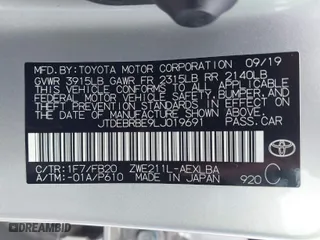 MFD.BY: TOYOTA MOTOR CORPORATION 09/19
GVWR 3915LB GAWR FR 2315LB RR 2140LB
THIS VEHICLE CONFORMS TO ALL APPLICABLE
FEDERAL MOTOR VEHICLE SAFETY, BUMPER,
AND THEFT PREVENTION STANDARDS IN EFFECT
ON THE DATE OF MANUFACTURE SHOWN ABOVE.
JTDEBRBE9LJ019691 PASS.CAR
C/TR: 1F7/FB20 ZWE211L-AEXLBA
A/TM: -01A/P610 MADE IN JAPAN 920 C
TOYOTA